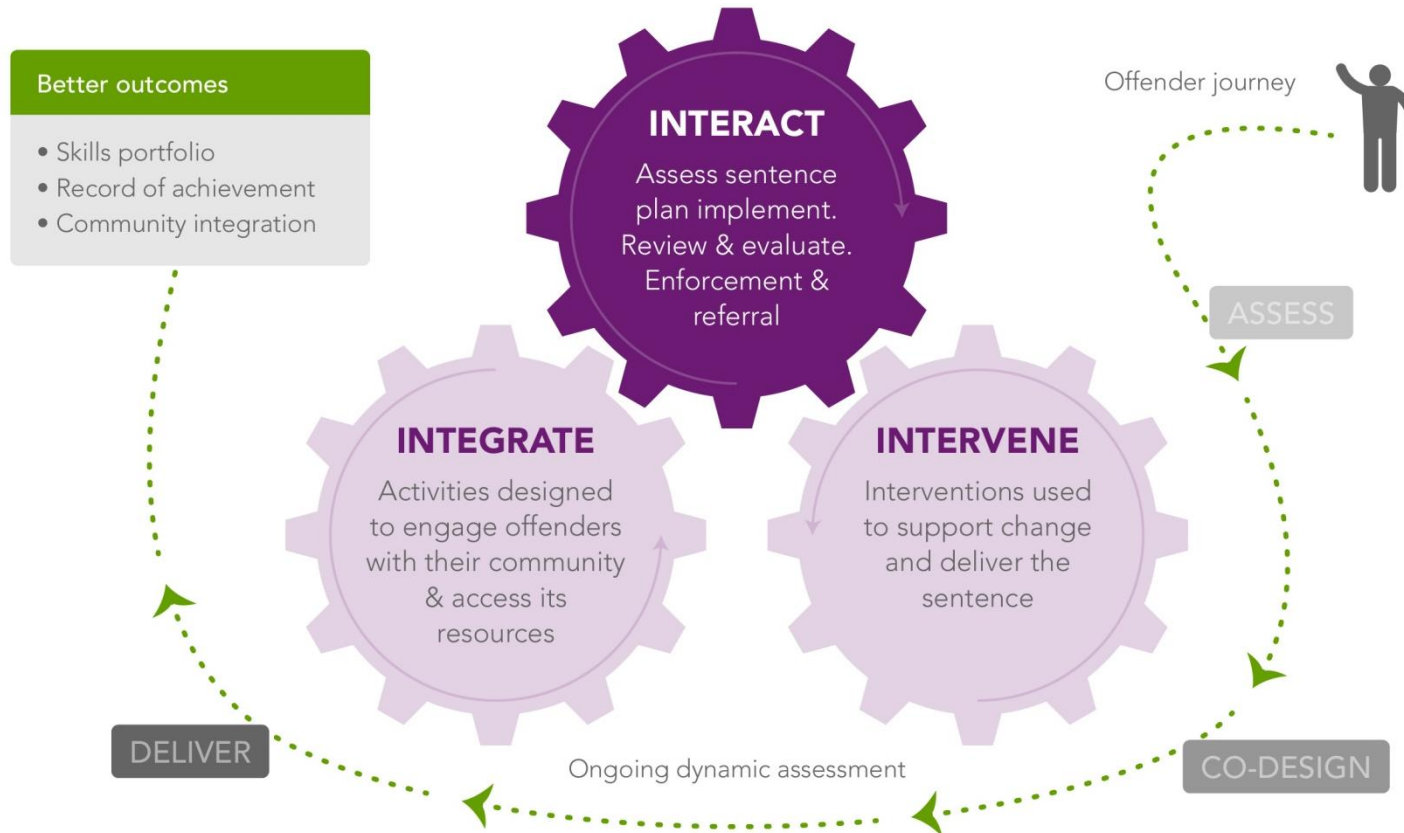 Better outcomes
• Skills portfolio
• Record of achievement
• Community integration
INTERACT
Assess sentence
plan implement.
Review & evaluate.
Enforcement &
referral
Offender journey
ASSESS
INTEGRATE
Activities designed
to engage offenders
with their community
& access its
resources
INTERVENE
Interventions used
to support change
and deliver the
sentence
DELIVER
Ongoing dynamic assessment
CO-DESIGN